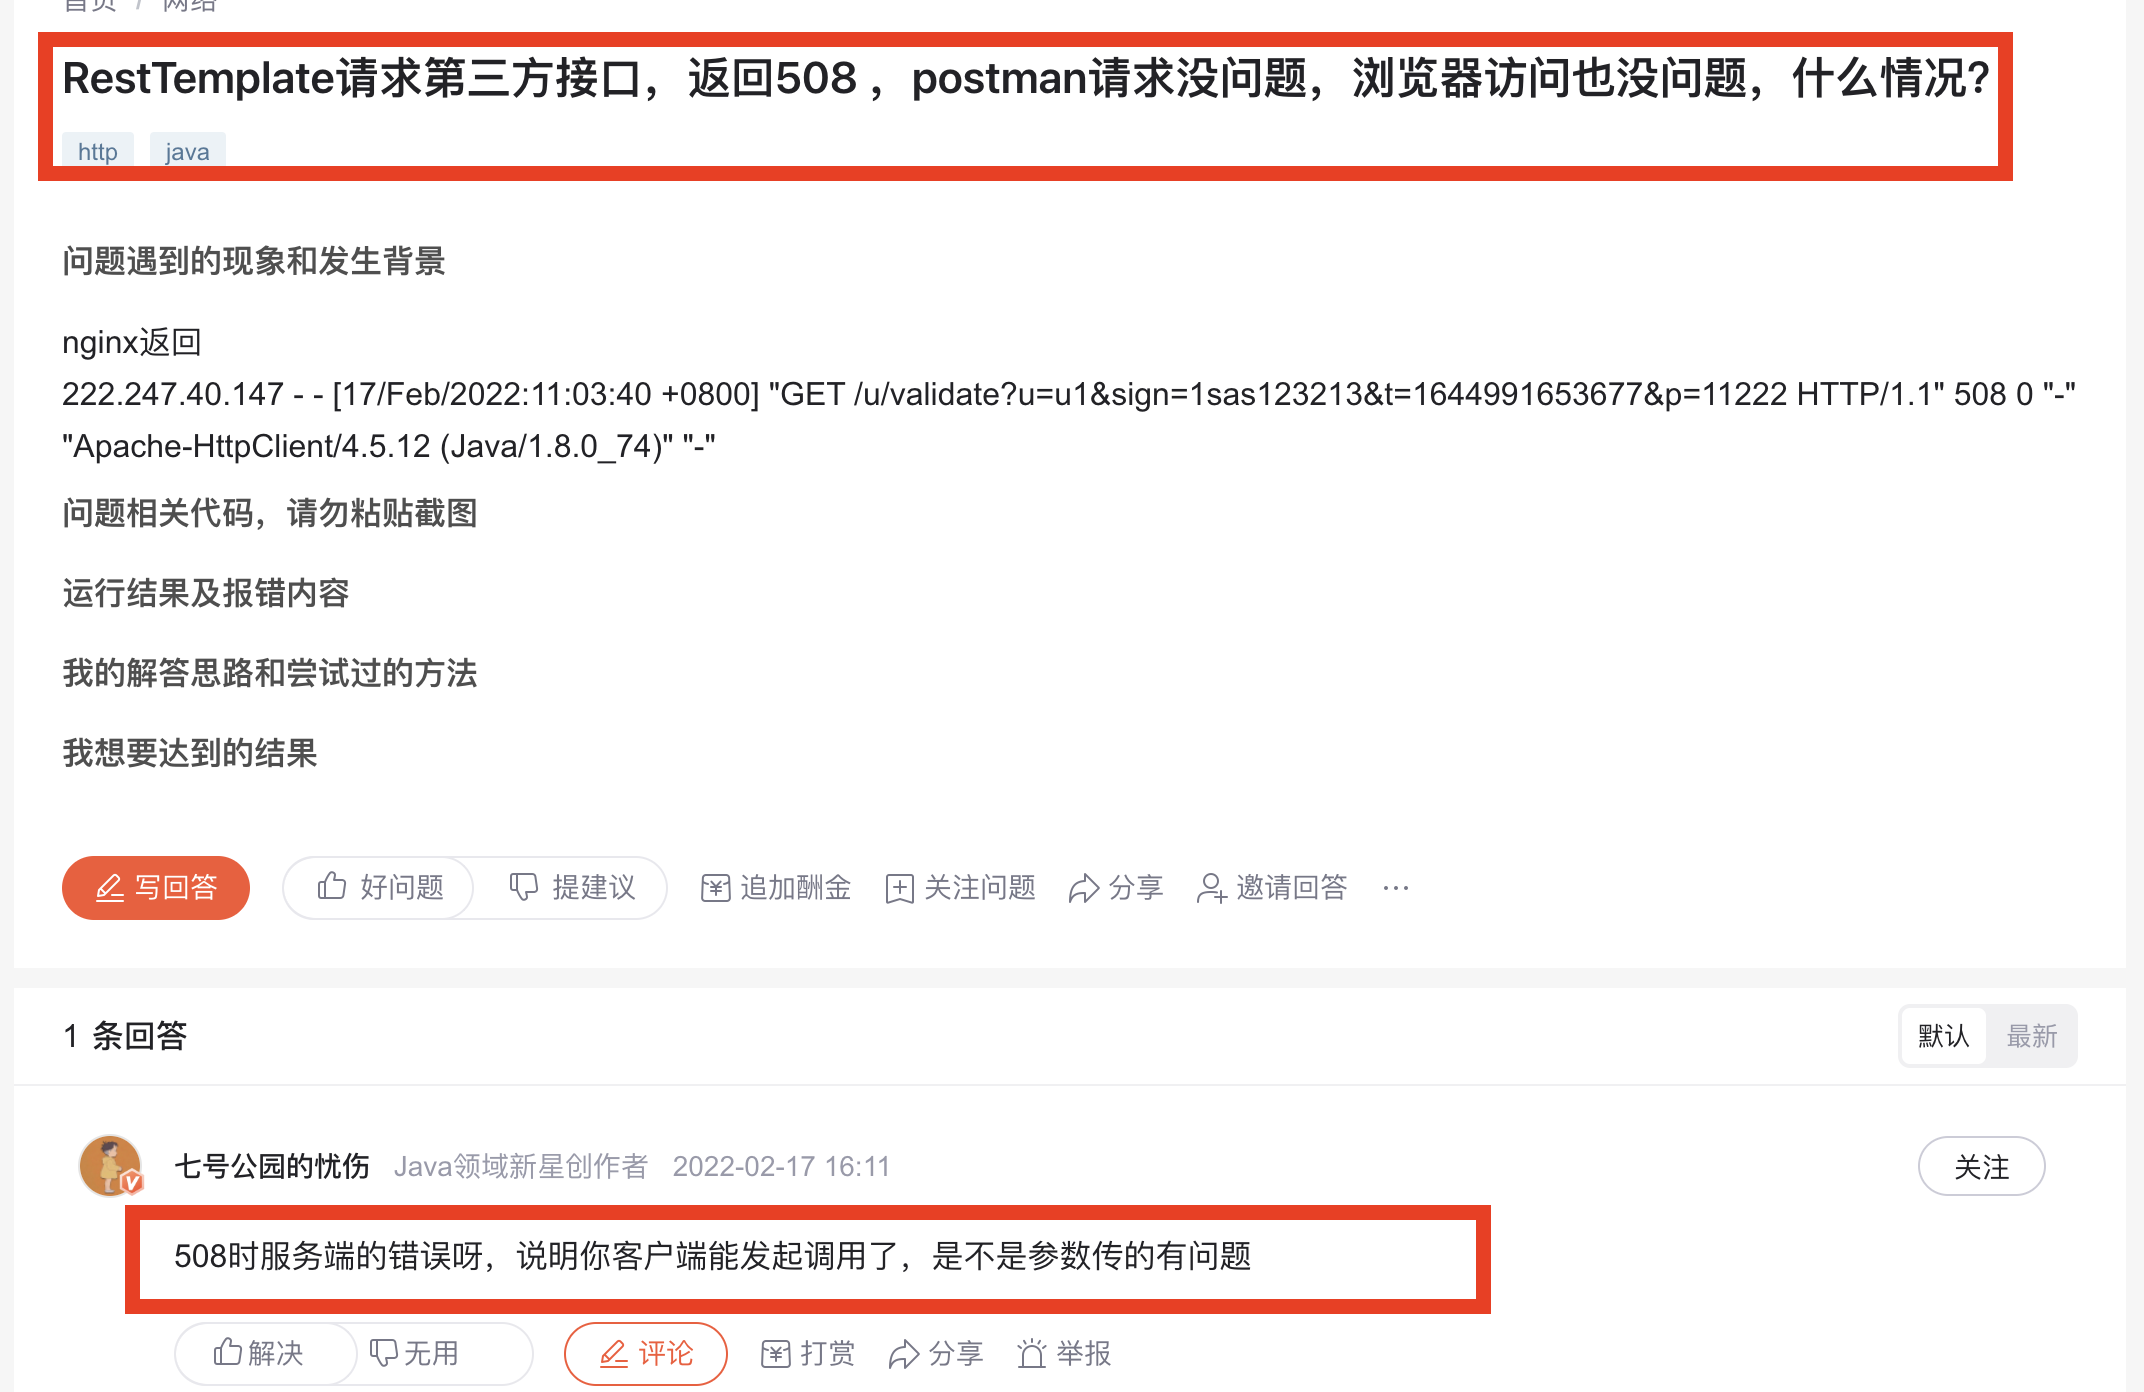 首页 / 网络
RestTemplate请求第三方接口，返回508 ，postman请求没问题，浏览器访问也没问题，什么情况?
http java
问题遇到的现象和发生背景
nginx返回
222.247.40.147 - - [17/Feb/2022:11:03:40 +0800] "GET /u/validate?u=u1&sign=1sas123213&t=1644991653677&p=11222 HTTP/1.1" 508 0 "-"
"Apache-HttpClient/4.5.12 (Java/1.8.0_74)" "-"
问题相关代码，请勿粘贴截图
运行结果及报错内容
我的解答思路和尝试过的方法
我想要达到的结果
写回答 好问题 提建议 追加酬金 关注问题 分享 邀请回答 ···
1 条回答 默认 最新
七号公园的忧伤 Java领域新星创作者 2022-02-17 16:11 关注
508时服务端的错误呀，说明你客户端能发起调用了，是不是参数传的有问题
解决 无用 评论 打赏 分享 举报